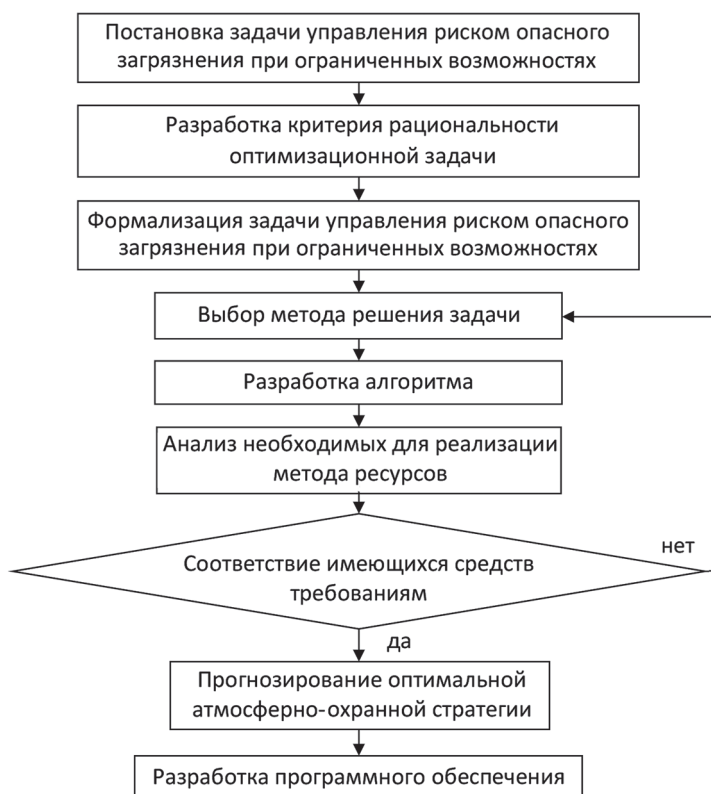 Постановка задачи управления риском опасного
загрязнения при ограниченных возможностях
Разработка критерия рациональности
оптимизационной задачи
Формализация задачи управления риском опасного
загрязнения при ограниченных возможностях
Выбор метода решения задачи
Разработка алгоритма
Анализ необходимых для реализации
метода ресурсов
Соответствие имеющихся средств
требованиям
нет
да
Прогнозирование оптимальной
атмосферно-охранной стратегии
Разработка программного обеспечения